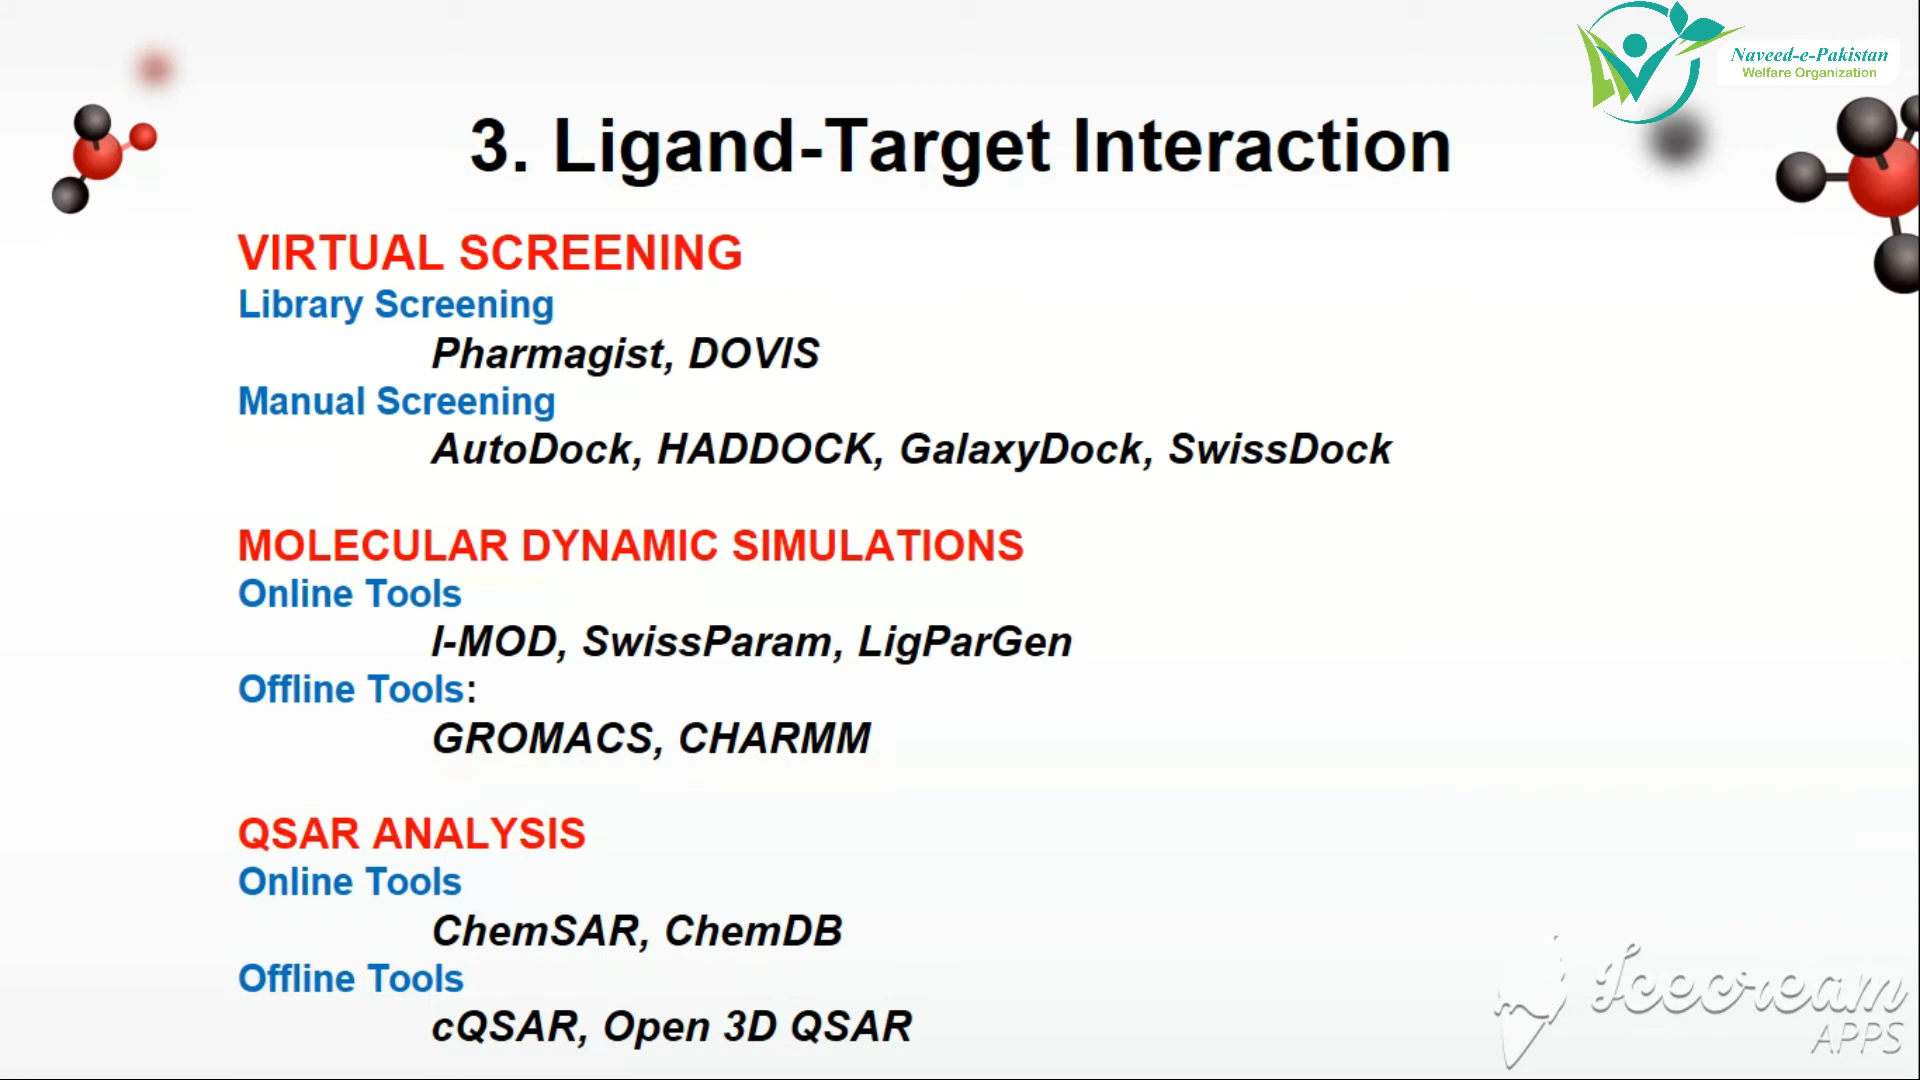 Naveed-e-Pakistan
Welfare Organization
3. Ligand-Target Interaction
VIRTUAL SCREENING
Library Screening
Pharmagist, DOVIS
Manual Screening
AutoDock, HADDOCK, GalaxyDock, SwissDock
MOLECULAR DYNAMIC SIMULATIONS
Online Tools
I-MOD, SwissParam, LigParGen
Offline Tools:
GROMACS, CHARMM
QSAR ANALYSIS
Online Tools
ChemSAR, ChemDB
Offline Tools
cQSAR, Open 3D QSAR
Icecream
APPS